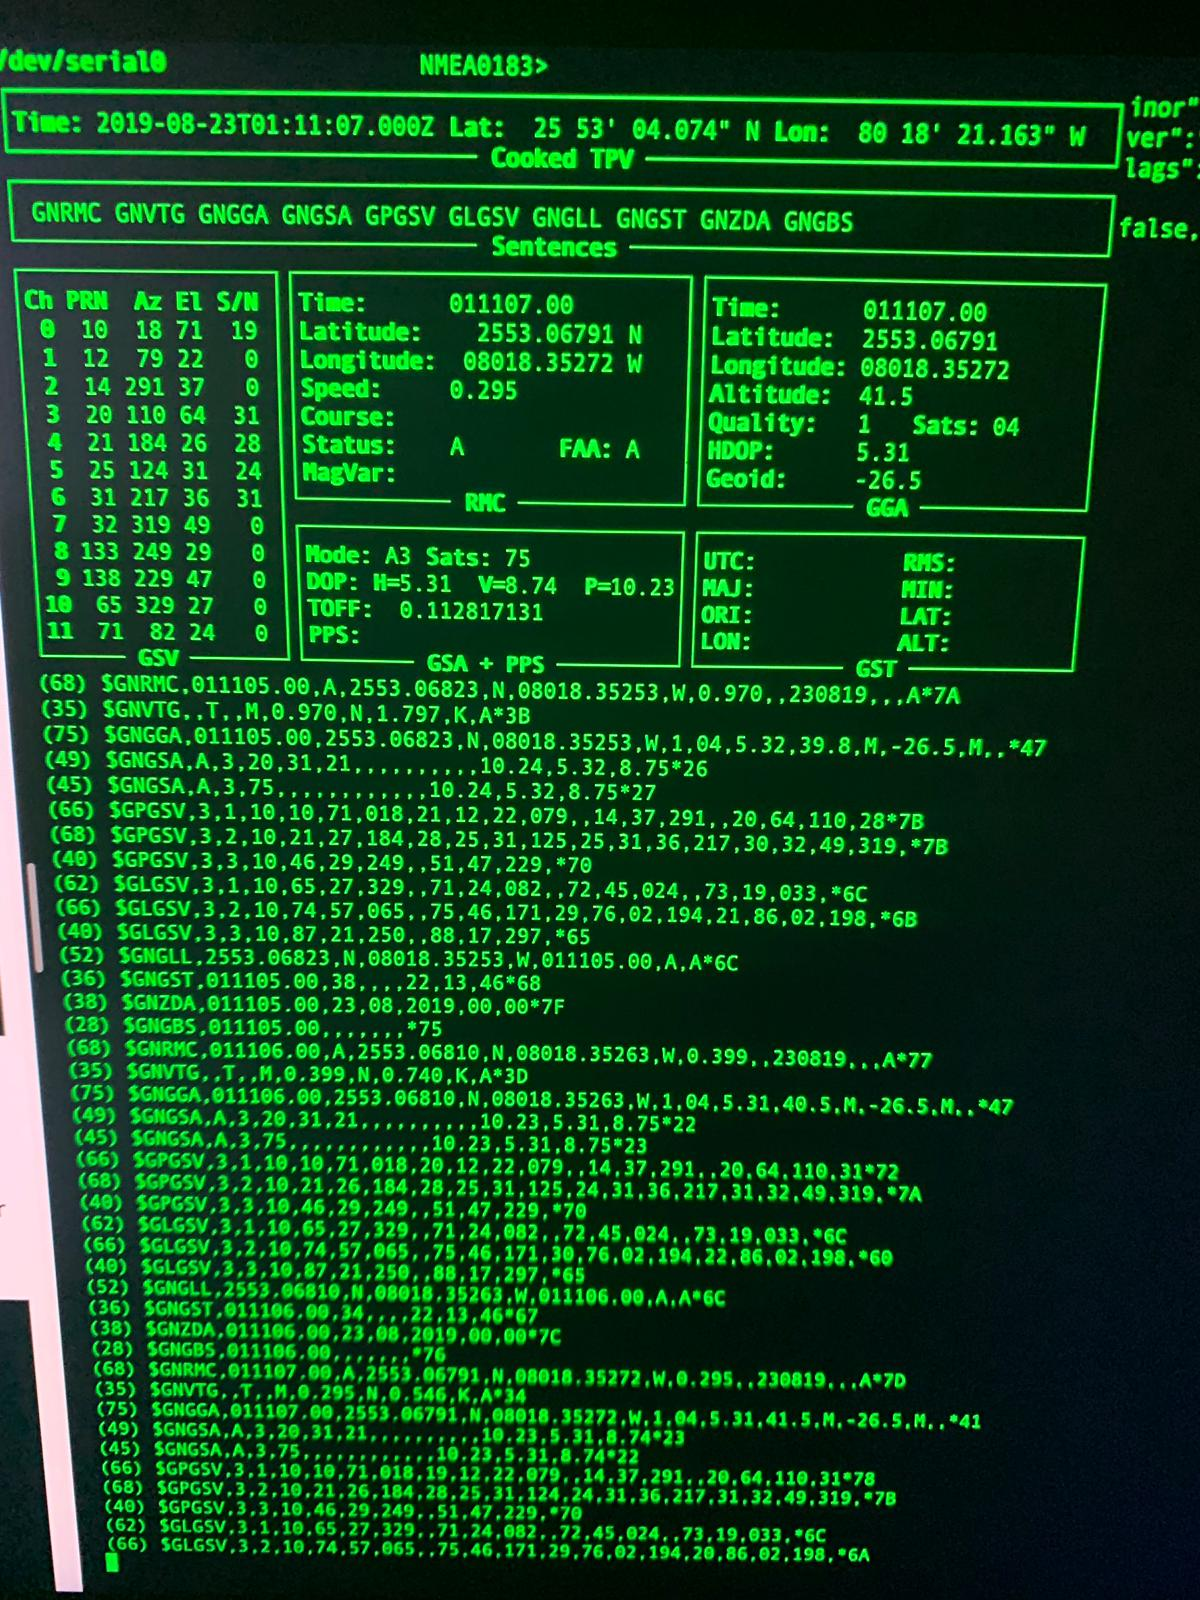 /dev/serial0 NMEA0183>
inor"
Time: 2019-08-23T01:11:07.000Z Lat: 25 53' 04.074" N Lon: 80 18' 21.163" W
ver":
Cooked TPV
lags":
GNRMC GNVTG GNGGA GNGSA GPGSV GLGSV GNGLL GNGST GNZDA GNGBS
false,
Sentences
Ch PRN Az El S/N
0 10 18 71 19
1 12 79 22 0
2 14 291 37 0
3 20 110 64 31
4 21 184 26 28
5 25 124 31 24
6 31 217 36 31
7 32 319 49 0
8 133 249 29 0
9 138 229 47 0
10 65 329 27 0
11 71 82 24 0
GSV
Time: 011107.00
Latitude: 2553.06791 N
Longitude: 08018.35272 W
Speed: 0.295
Course:
Status: A FAA: A
MagVar:
RMC
Time: 011107.00
Latitude: 2553.06791
Longitude: 08018.35272
Altitude: 41.5
Quality: 1 Sats: 04
HDOP: 5.31
Geoid: -26.5
GGA
Mode: A3 Sats: 75
DOP: H=5.31 V=8.74 P=10.23
TOFF: 0.112817131
PPS:
GSA + PPS
UTC: RMS:
MAJ: MIN:
ORI: LAT:
LON: ALT:
GST
(68) $GNRMC,011105.00,A,2553.06823,N,08018.35253,W,0.970,,230819,,,A*7A
(35) $GNVTG,,T,,M,0.970,N,1.797,K,A*3B
(75) $GNGGA,011105.00,2553.06823,N,08018.35253,W,1,04,5.32,39.8,M,-26.5,M,,*47
(49) $GNGSA,A,3,20,31,21,,,,,,,,,,10.24,5.32,8.75*26
(45) $GNGSA,A,3,75,,,,,,,,,,,,10.24,5.32,8.75*27
(66) $GPGSV,3,1,10,10,71,018,21,12,22,079,,14,37,291,,20,64,110,28*7B
(68) $GPGSV,3,2,10,21,27,184,28,25,31,125,25,31,36,217,30,32,49,319,*7B
(40) $GPGSV,3,3,10,46,29,249,,51,47,229,*70
(62) $GLGSV,3,1,10,65,27,329,,71,24,082,,72,45,024,,73,19,033,*6C
(66) $GLGSV,3,2,10,74,57,065,,75,46,171,29,76,02,194,21,86,02,198,*6B
(40) $GLGSV,3,3,10,87,21,250,,88,17,297,*65
(52) $GNGLL,2553.06823,N,08018.35253,W,011105.00,A,A*6C
(36) $GNGST,011105.00,38,,,,22,13,46*68
(38) $GNZDA,011105.00,23,08,2019,00,00*7F
(28) $GNGBS,011105.00,,,,,,,*75
(68) $GNRMC,011106.00,A,2553.06810,N,08018.35263,W,0.399,,230819,,,A*77
(35) $GNVTG,,T,,M,0.399,N,0.740,K,A*3D
(75) $GNGGA,011106.00,2553.06810,N,08018.35263,W,1,04,5.31,40.5,M,-26.5,M,,*47
(49) $GNGSA,A,3,20,31,21,,,,,,,,,,10.23,5.31,8.75*22
(45) $GNGSA,A,3,75,,,,,,,,,,,,10.23,5.31,8.75*23
(66) $GPGSV,3,1,10,10,71,018,20,12,22,079,,14,37,291,,20,64,110,31*72
(68) $GPGSV,3,2,10,21,26,184,28,25,31,125,24,31,36,217,31,32,49,319,*7A
(40) $GPGSV,3,3,10,46,29,249,,51,47,229,*70
(62) $GLGSV,3,1,10,65,27,329,,71,24,082,,72,45,024,,73,19,033,*6C
(66) $GLGSV,3,2,10,74,57,065,,75,46,171,30,76,02,194,22,86,02,198,*60
(40) $GLGSV,3,3,10,87,21,250,,88,17,297,*65
(52) $GNGLL,2553.06810,N,08018.35263,W,011106.00,A,A*6C
(36) $GNGST,011106.00,34,,,,22,13,46*67
(38) $GNZDA,011106.00,23,08,2019,00,00*7C
(28) $GNGBS,011106.00,,,,,,,*76
(68) $GNRMC,011107.00,A,2553.06791,N,08018.35272,W,0.295,,230819,,,A*7D
(35) $GNVTG,,T,,M,0.295,N,0.546,K,A*34
(75) $GNGGA,011107.00,2553.06791,N,08018.35272,W,1,04,5.31,41.5,M,-26.5,M,,*41
(49) $GNGSA,A,3,20,31,21,,,,,,,,,,10.23,5.31,8.74*23
(45) $GNGSA,A,3,75,,,,,,,,,,,,10.23,5.31,8.74*22
(66) $GPGSV,3,1,10,10,71,018,19,12,22,079,,14,37,291,,20,64,110,31*78
(68) $GPGSV,3,2,10,21,26,184,28,25,31,124,24,31,36,217,31,32,49,319,*7B
(40) $GPGSV,3,3,10,46,29,249,,51,47,229,*70
(62) $GLGSV,3,1,10,65,27,329,,71,24,082,,72,45,024,,73,19,033,*6C
(66) $GLGSV,3,2,10,74,57,065,,75,46,171,29,76,02,194,20,86,02,198,*6A